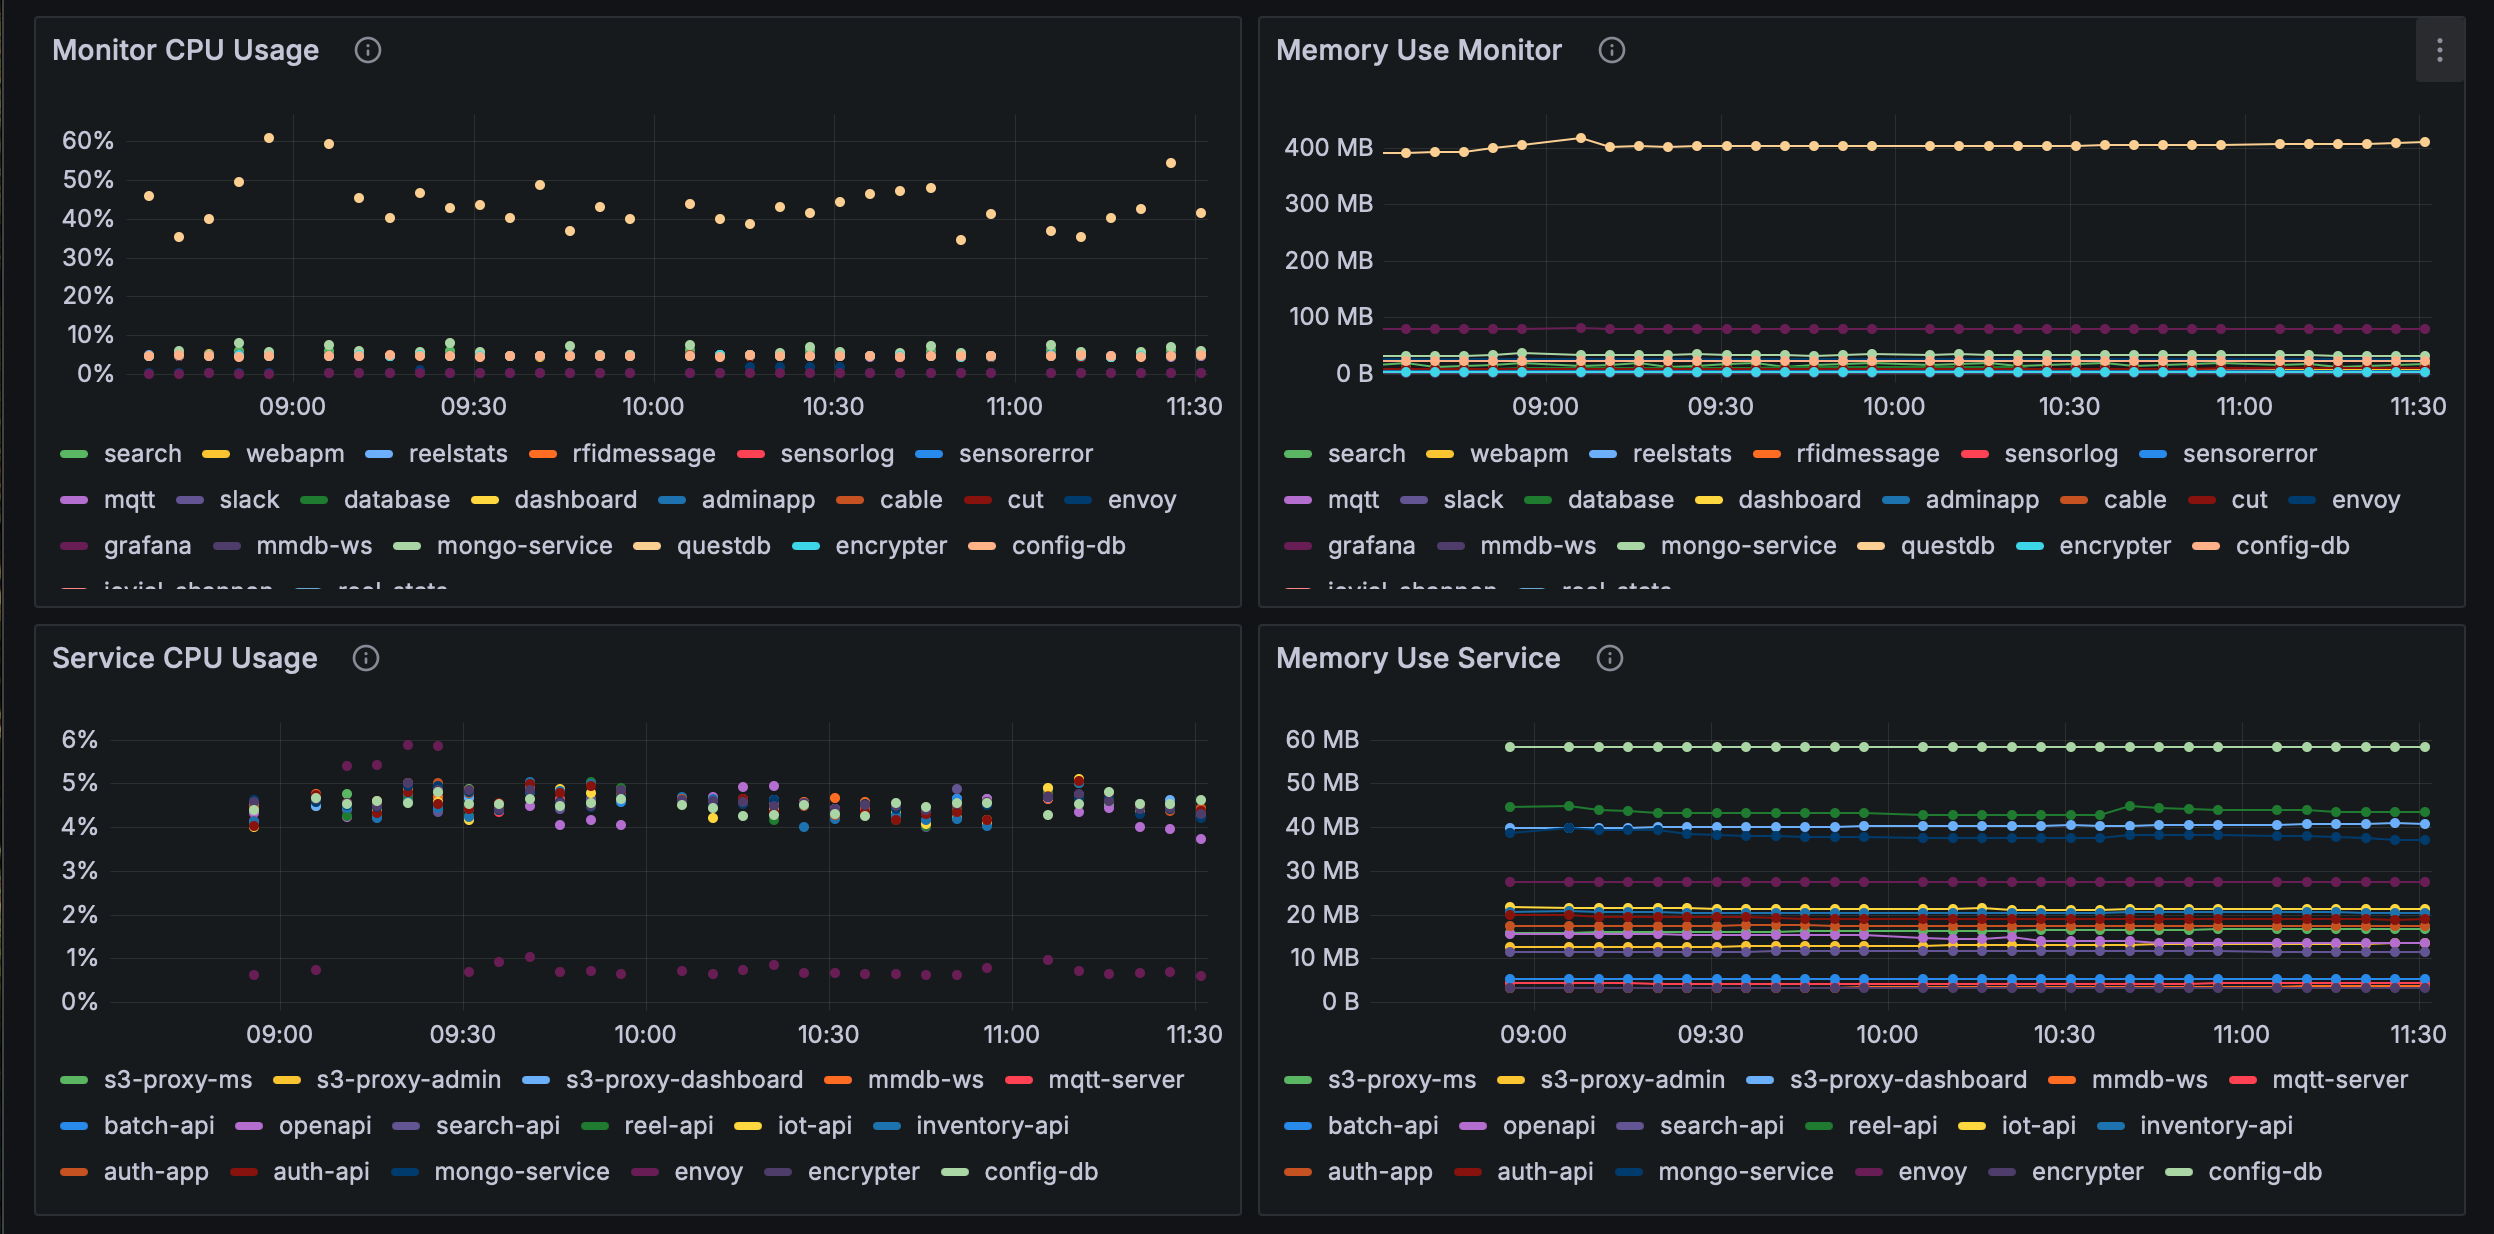 Monitor CPU Usage
60%
50%
40%
30%
20%
10%
0%
09:00 09:30 10:00 10:30 11:00 11:30
search webapm reelstats rfidmessage sensorlog sensorerror
mqtt slack database dashboard adminapp cable cut envoy
grafana mmdb-ws mongo-service questdb encrypter config-db
Memory Use Monitor
400 MB
300 MB
200 MB
100 MB
0 B
09:00 09:30 10:00 10:30 11:00 11:30
search webapm reelstats rfidmessage sensorlog sensorerror
mqtt slack database dashboard adminapp cable cut envoy
grafana mmdb-ws mongo-service questdb encrypter config-db
Service CPU Usage
6%
5%
4%
3%
2%
1%
0%
09:00 09:30 10:00 10:30 11:00 11:30
s3-proxy-ms s3-proxy-admin s3-proxy-dashboard mmdb-ws mqtt-server
batch-api openapi search-api reel-api iot-api inventory-api
auth-app auth-api mongo-service envoy encrypter config-db
Memory Use Service
60 MB
50 MB
40 MB
30 MB
20 MB
10 MB
0 B
09:00 09:30 10:00 10:30 11:00 11:30
s3-proxy-ms s3-proxy-admin s3-proxy-dashboard mmdb-ws mqtt-server
batch-api openapi search-api reel-api iot-api inventory-api
auth-app auth-api mongo-service envoy encrypter config-db